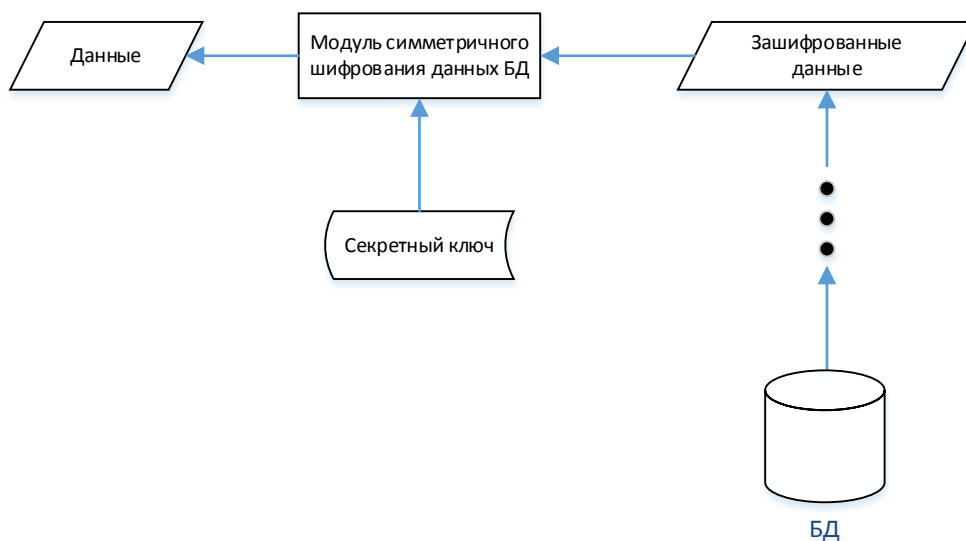 Данные
Модуль симметричного
шифрования данных БД
Зашифрованные
данные
Секретный ключ
БД